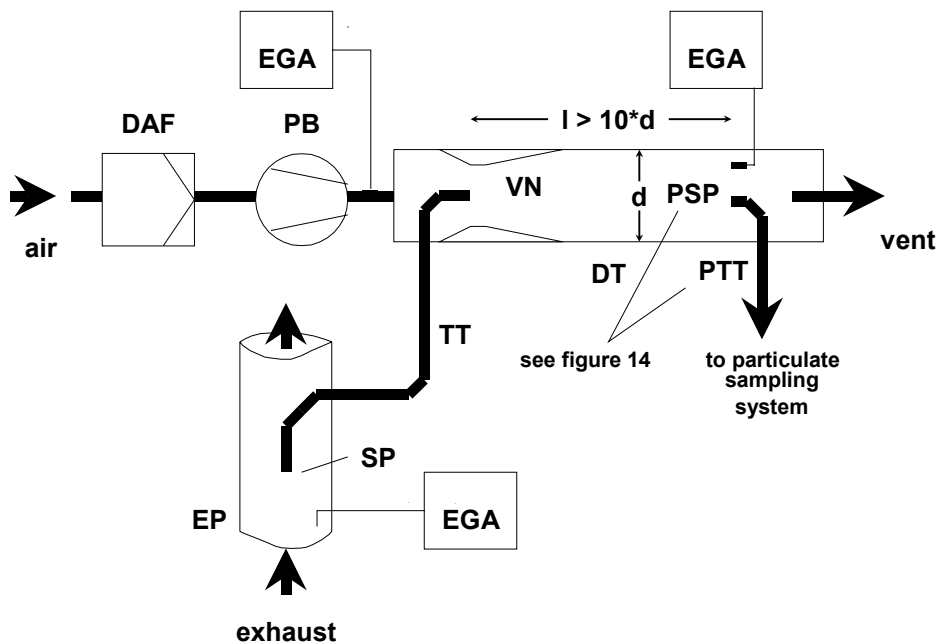 EGA
EGA
DAF
PB
l > 10*d
VN
d
PSP
air
vent
DT
PTT
TT
see figure 14
to particulate
sampling
system
SP
EP
EGA
exhaust